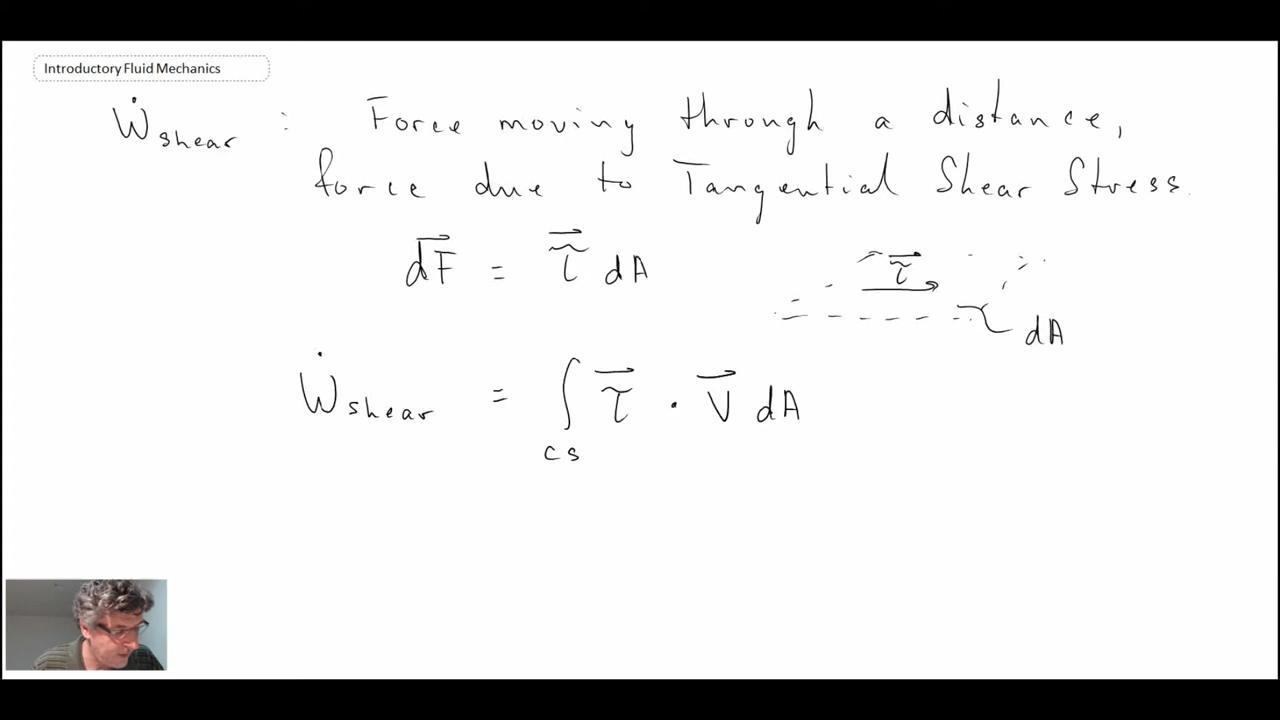 Introductory Fluid Mechanics
Ẇshear : Force moving through a distance,
force due to Tangential Shear Stress.
d⃗F = τ⃗ dA
τ⃗
dA
Ẇshear = ∫cs τ⃗ · V⃗ dA